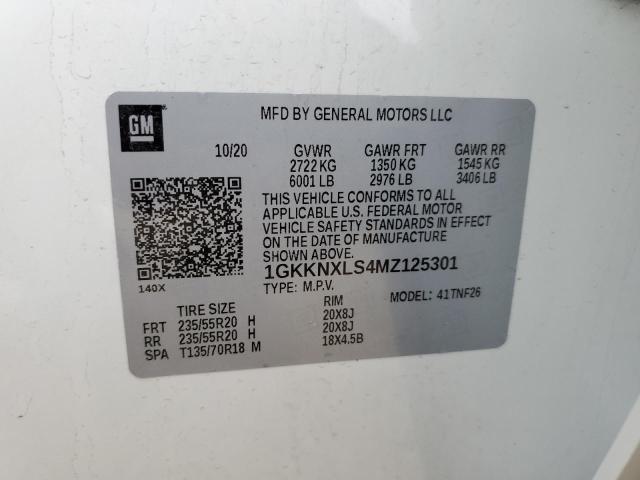 GM
MFD BY GENERAL MOTORS LLC
10/20 GVWR GAWR FRT GAWR RR
2722 KG 1350 KG 1545 KG
6001 LB 2976 LB 3406 LB
THIS VEHICLE CONFORMS TO ALL
APPLICABLE U.S. FEDERAL MOTOR
VEHICLE SAFETY STANDARDS IN EFFECT
ON THE DATE OF MANUFACTURE
SHOWN ABOVE.
1GKKNXLS4MZ125301
140X
TYPE: M.P.V. MODEL: 41TNF26
TIRE SIZE RIM
FRT 235/55R20 H 20X8J
RR 235/55R20 H 20X8J
SPA T135/70R18 M 18X4.5B